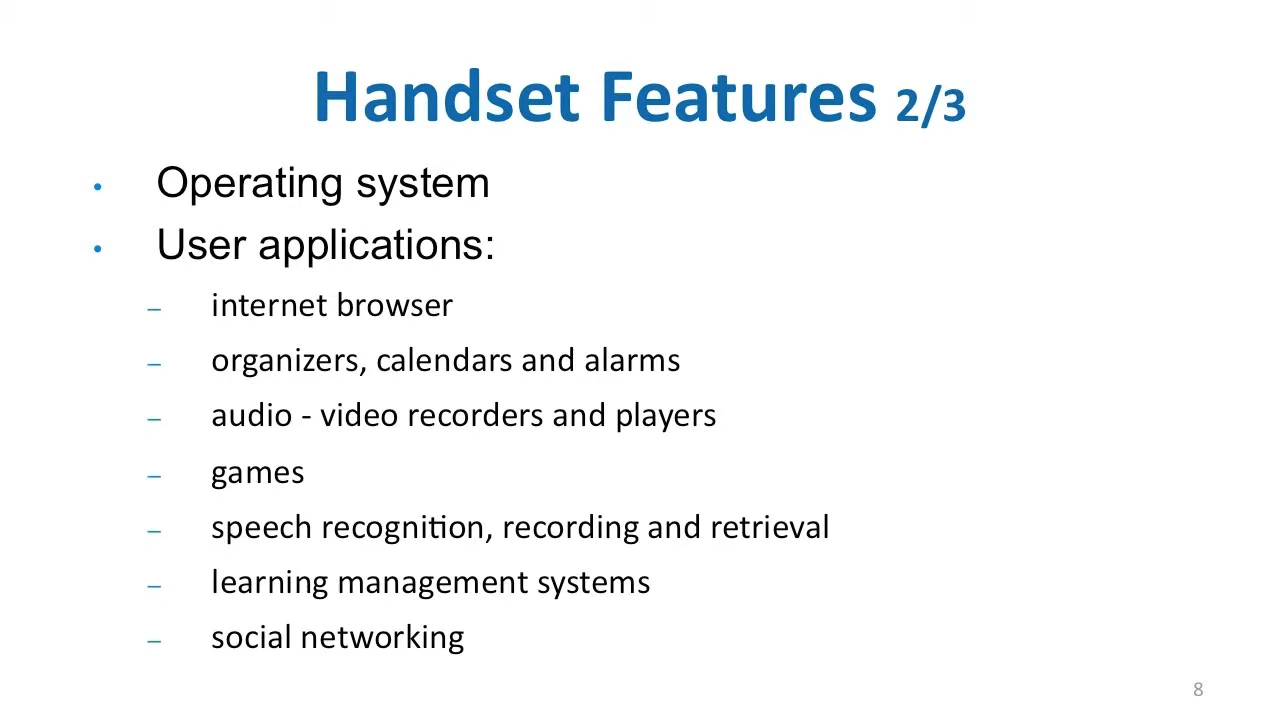 Handset Features 2/3
• Operating system
• User applications:
– internet browser
– organizers, calendars and alarms
– audio - video recorders and players
– games
– speech recognition, recording and retrieval
– learning management systems
– social networking
8